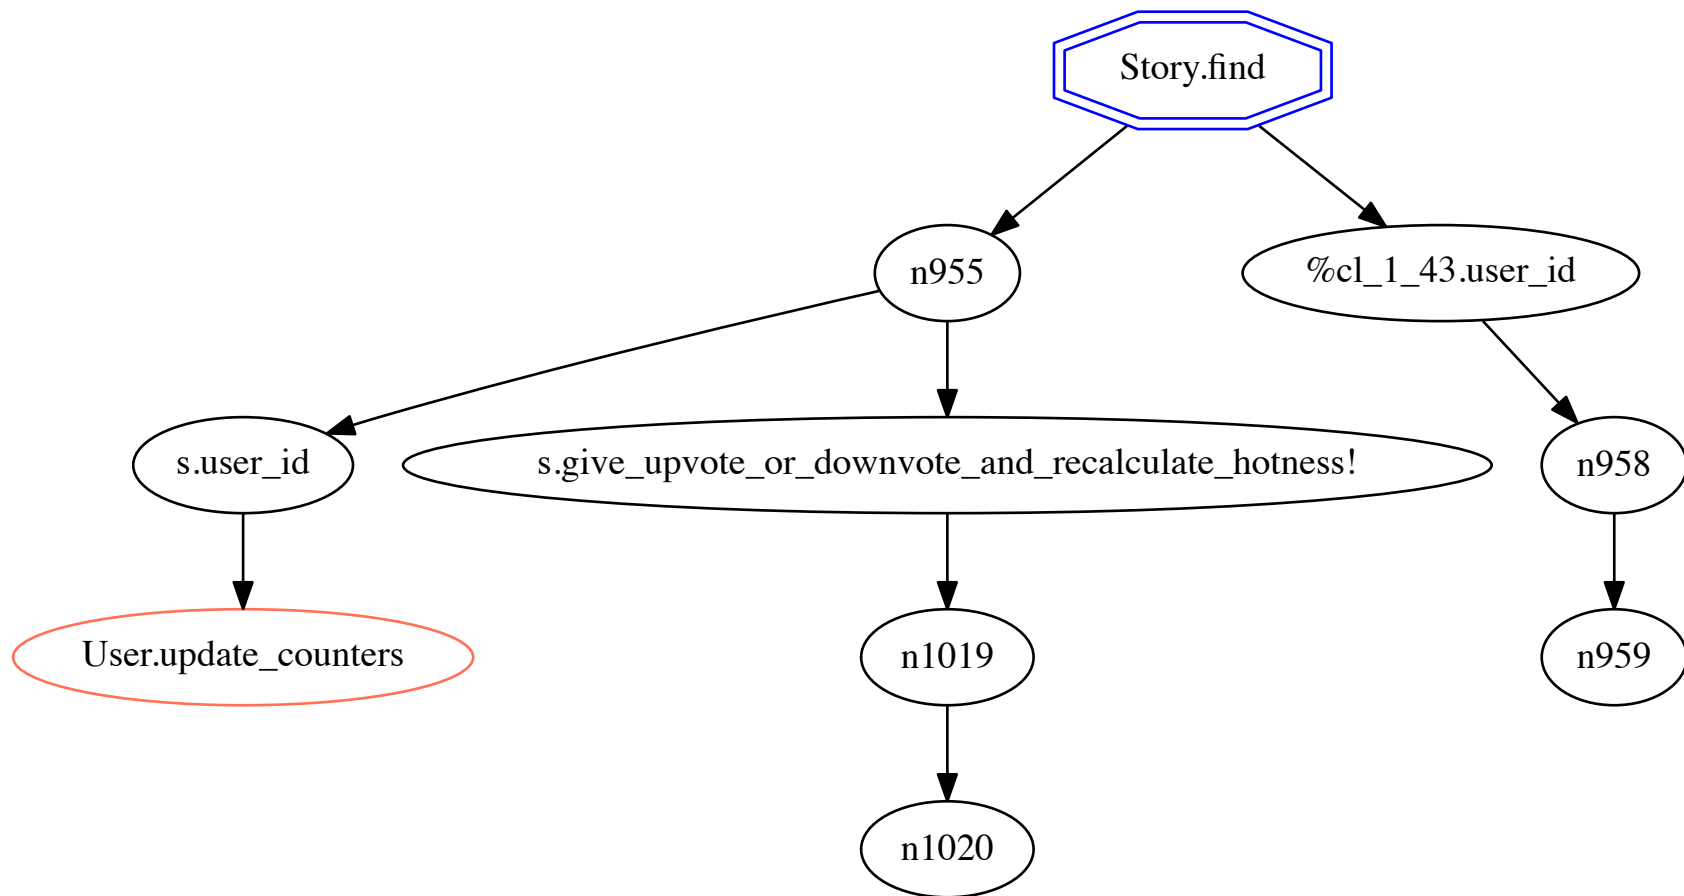 Story.find
n955
%cl_1_43.user_id
s.user_id
s.give_upvote_or_downvote_and_recalculate_hotness!
n958
User.update_counters
n1019
n959
n1020